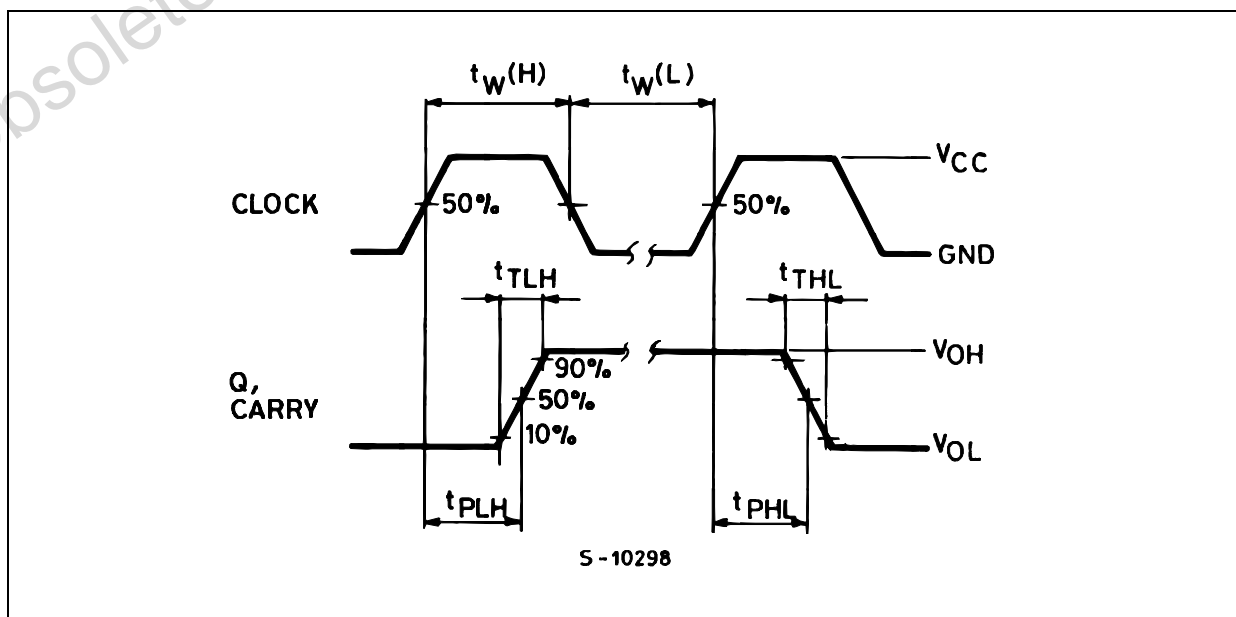 tW(H) tW(L)
VCC
CLOCK 50% 50%
GND
tTLH tTHL
VOH
90%
Q,
50%
CARRY
10%
VOL
tPLH tPHL
S-10298